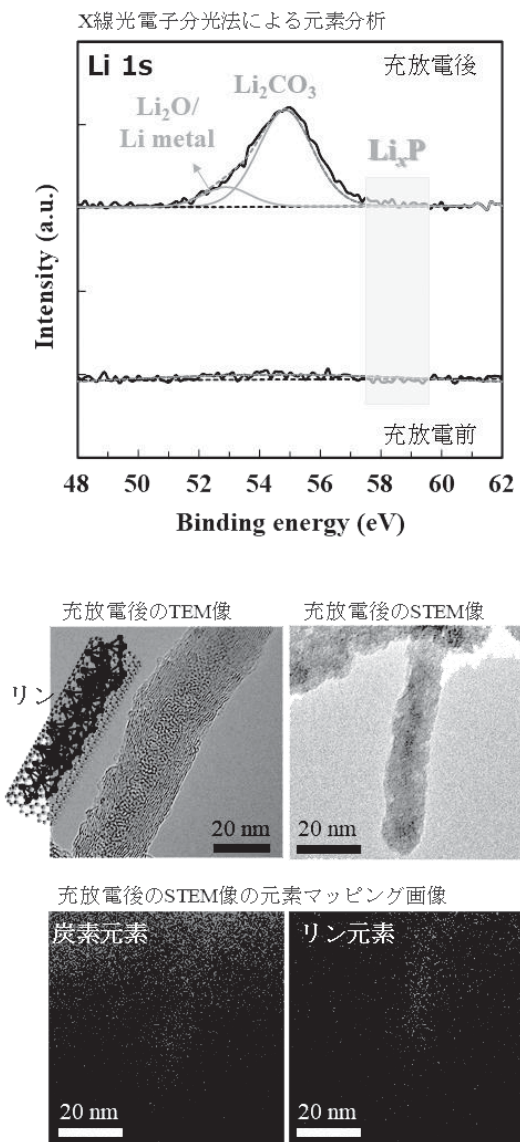 X線光電子分光法による元素分析
Li 1s
充放電後
Li₂CO₃
Li₂O/
Li metal
LiₓP
Intensity (a.u.)
充放電前
48 50 52 54 56 58 60 62
Binding energy (eV)
充放電後のTEM像
充放電後のSTEM像
リン
20 nm
20 nm
充放電後のSTEM像の元素マッピング画像
炭素元素
リン元素
20 nm
20 nm